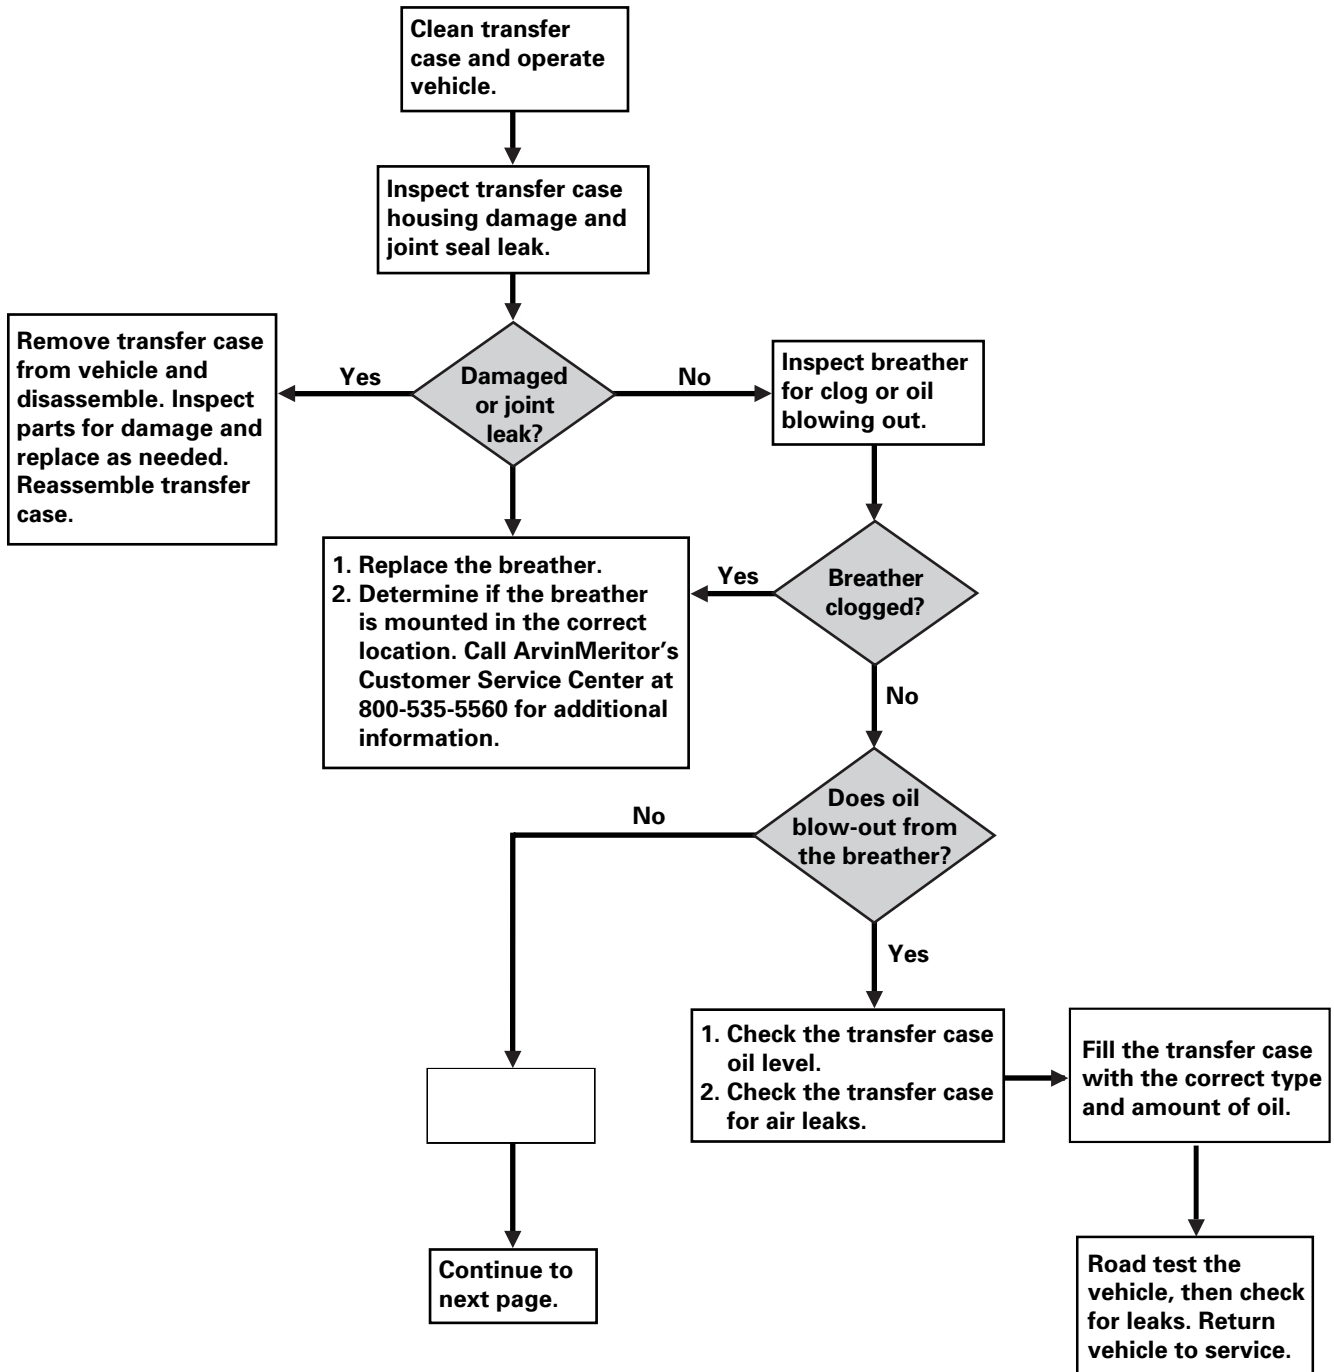 Clean transfer
case and operate
vehicle.
Inspect transfer case
housing damage and
joint seal leak.
Remove transfer case
from vehicle and
disassemble. Inspect
parts for damage and
replace as needed.
Reassemble transfer
case.
Yes
Damaged
or joint
leak?
No
Inspect breather
for clog or oil
blowing out.
1. Replace the breather.
2. Determine if the breather
is mounted in the correct
location. Call ArvinMeritor’s
Customer Service Center at
800-535-5560 for additional
information.
Yes
Breather
clogged?
No
Does oil
blow-out from
the breather?
No
Yes
1. Check the transfer case
oil level.
2. Check the transfer case
for air leaks.
Fill the transfer case
with the correct type
and amount of oil.
Continue to
next page.
Road test the
vehicle, then check
for leaks. Return
vehicle to service.